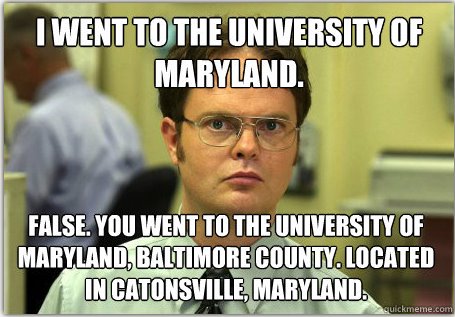 I WENT TO THE UNIVERSITY OF
MARYLAND.
FALSE. YOU WENT TO THE UNIVERSITY OF
MARYLAND, BALTIMORE COUNTY. LOCATED
IN CATONSVILLE, MARYLAND.
quickmeme.com